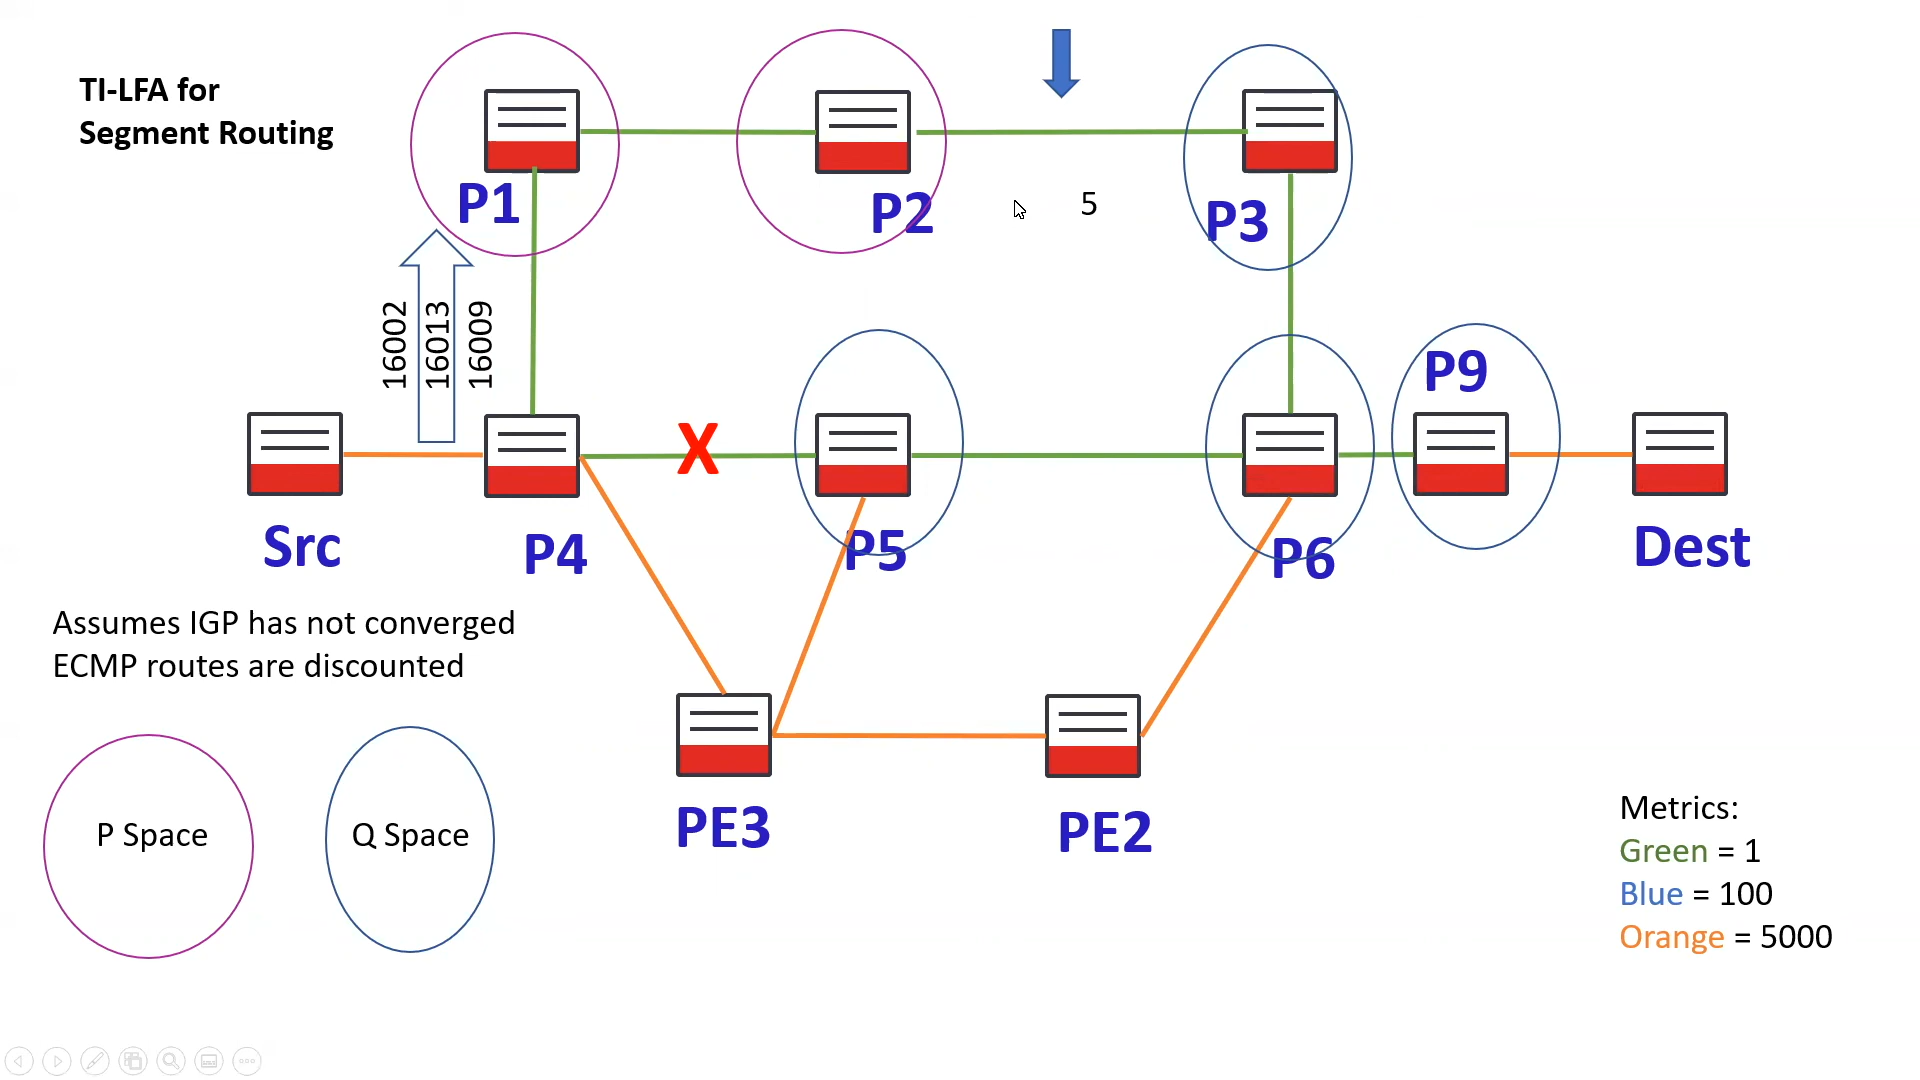 TI-LFA for
Segment Routing
P1
P2
5
P3
16002
16013
16009
X
P9
Src
P4
P5
P6
Dest
Assumes IGP has not converged
ECMP routes are discounted
P Space
Q Space
PE3
PE2
Metrics:
Green = 1
Blue = 100
Orange = 5000